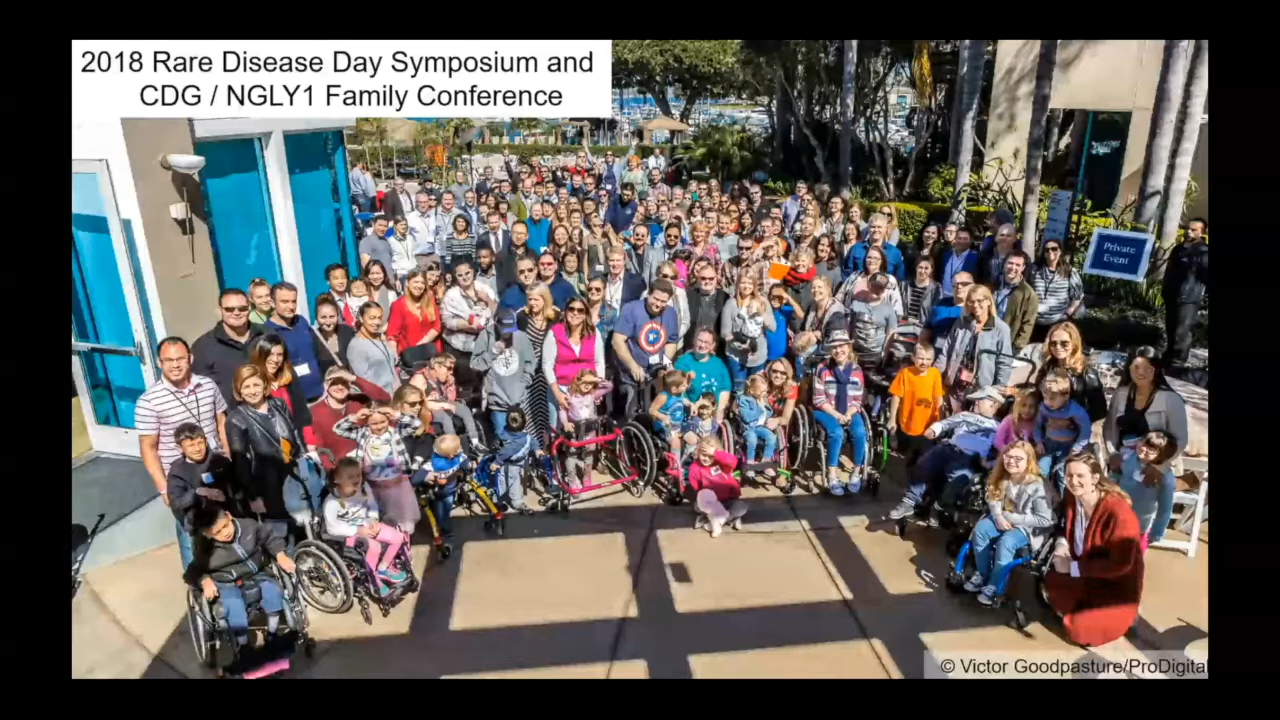 2018 Rare Disease Day Symposium and
CDG / NGLY1 Family Conference
Private
Event
© Victor Goodpasture/ProDigital